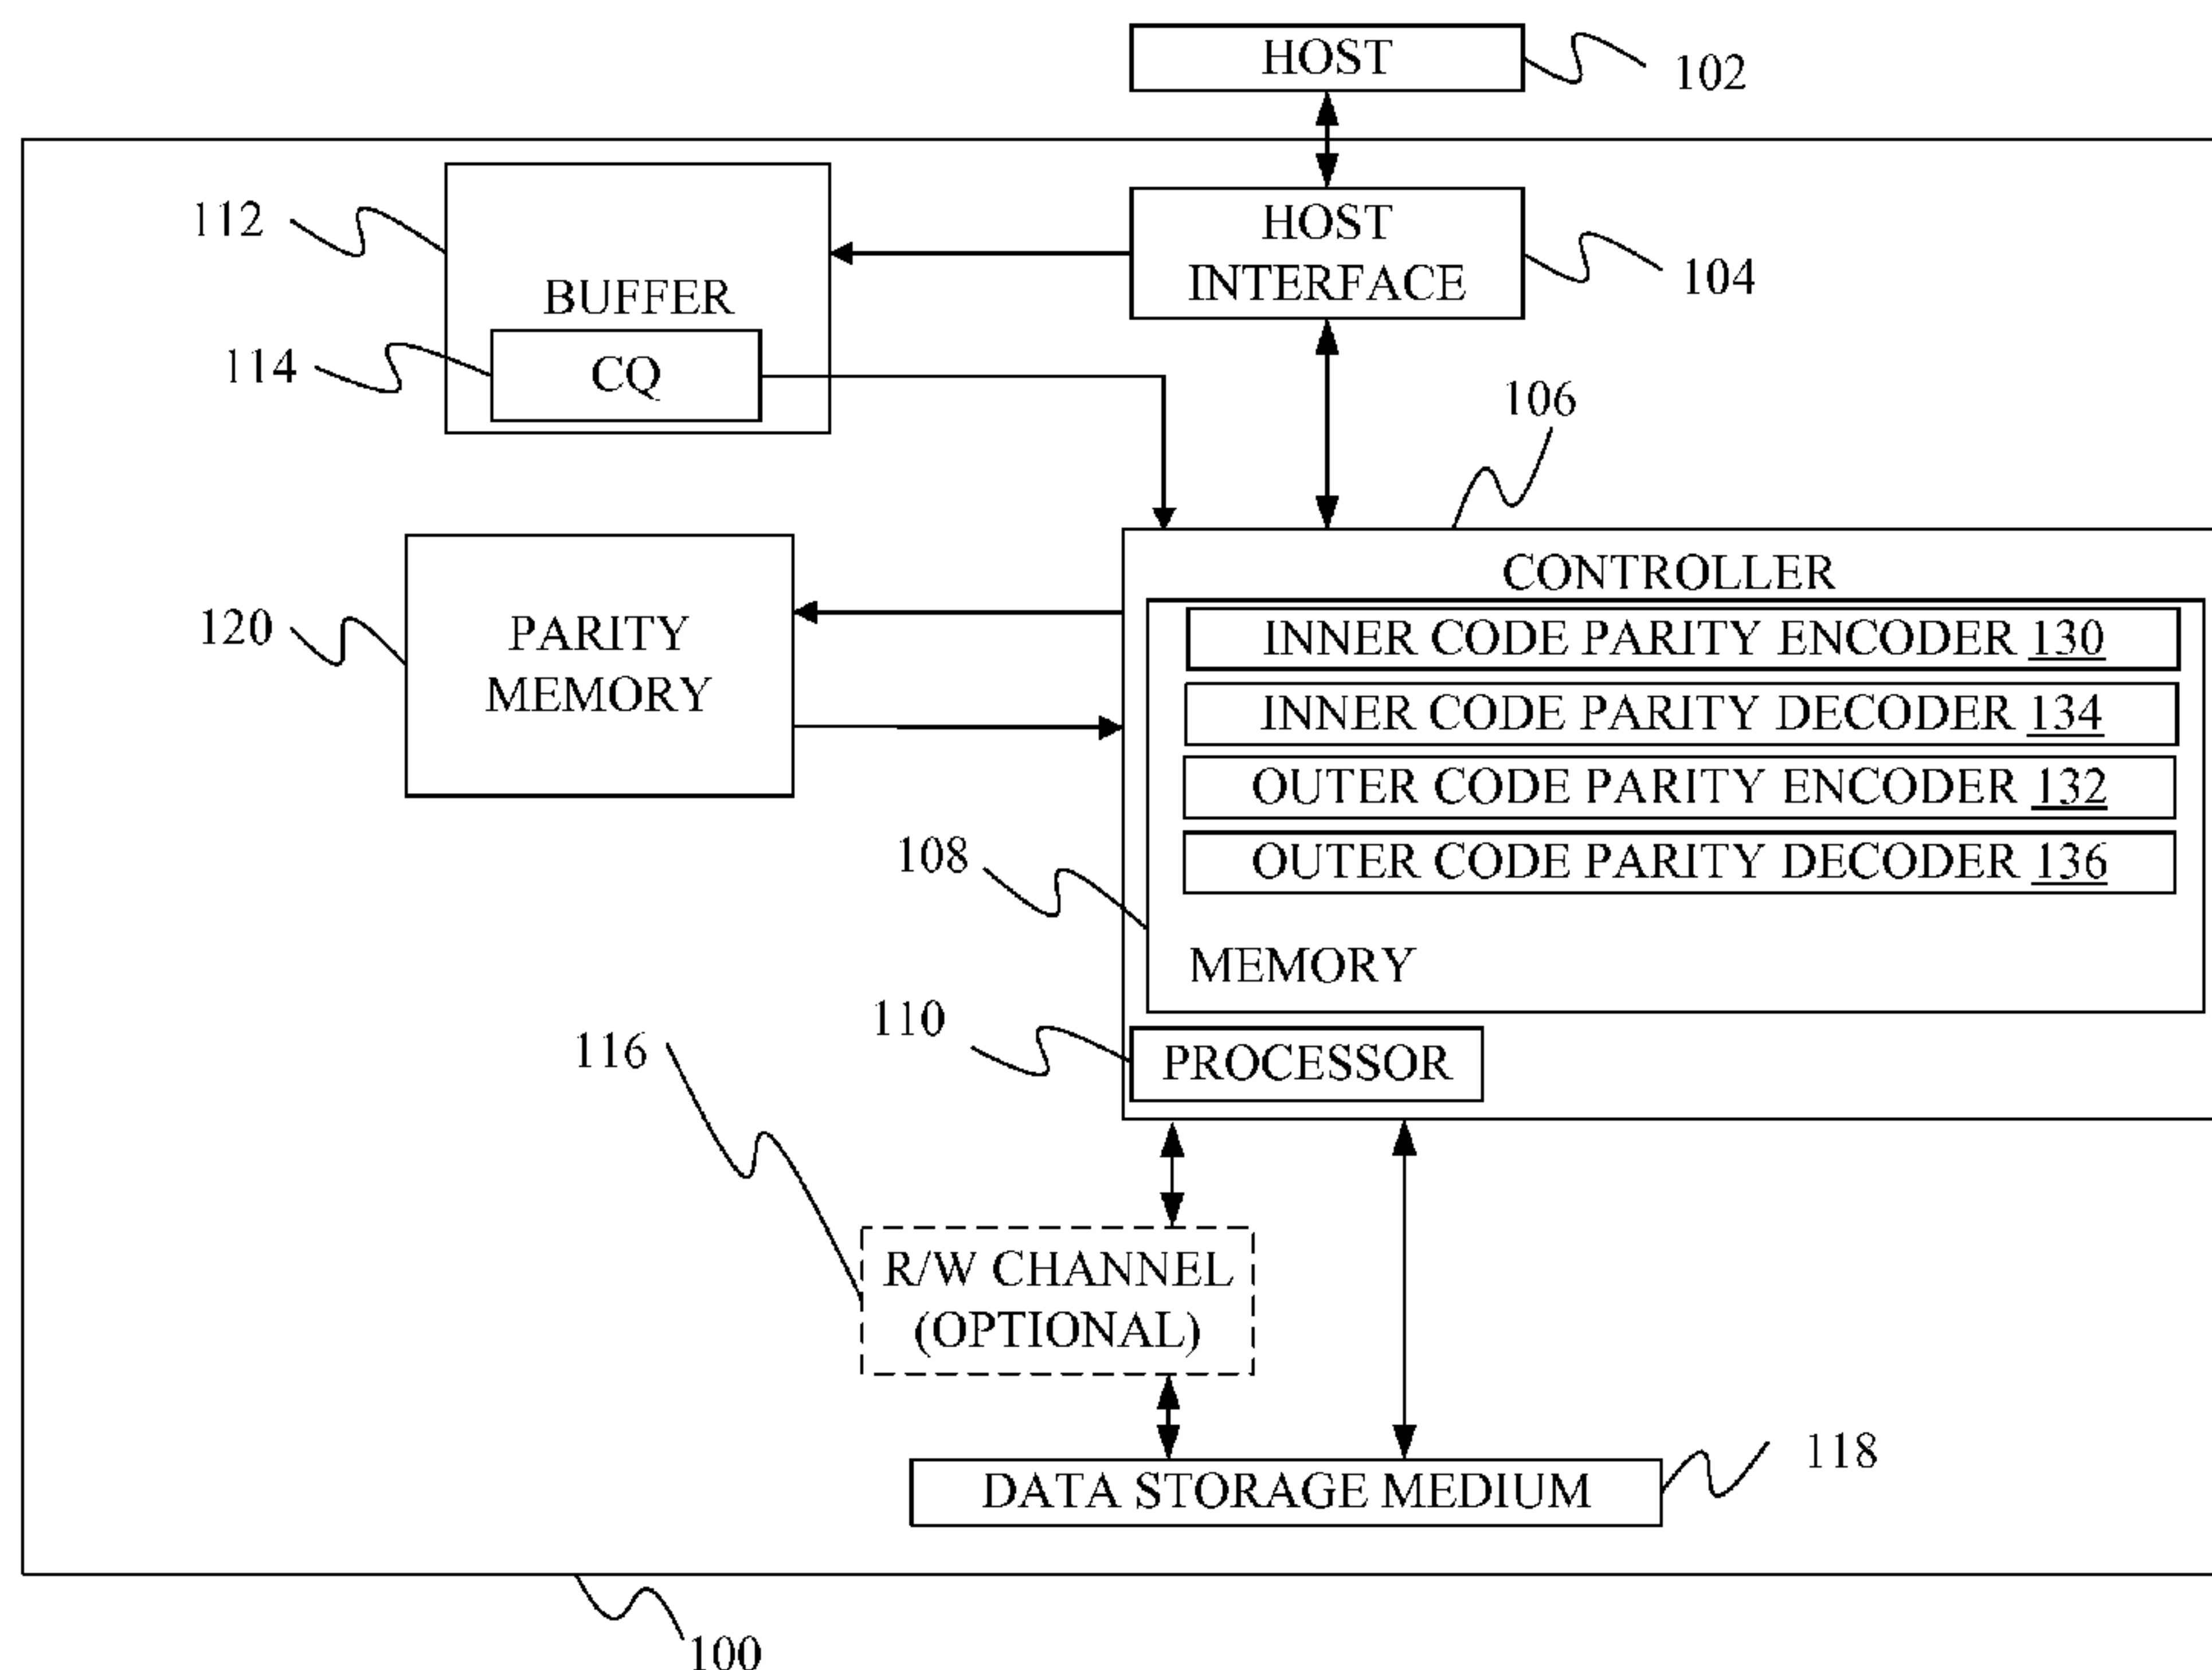 HOST
102
112
HOST
INTERFACE
104
BUFFER
114
CQ
106
CONTROLLER
120
PARITY
MEMORY
INNER CODE PARITY ENCODER 130
INNER CODE PARITY DECODER 134
OUTER CODE PARITY ENCODER 132
OUTER CODE PARITY DECODER 136
108
MEMORY
110
PROCESSOR
116
R/W CHANNEL
(OPTIONAL)
118
DATA STORAGE MEDIUM
100